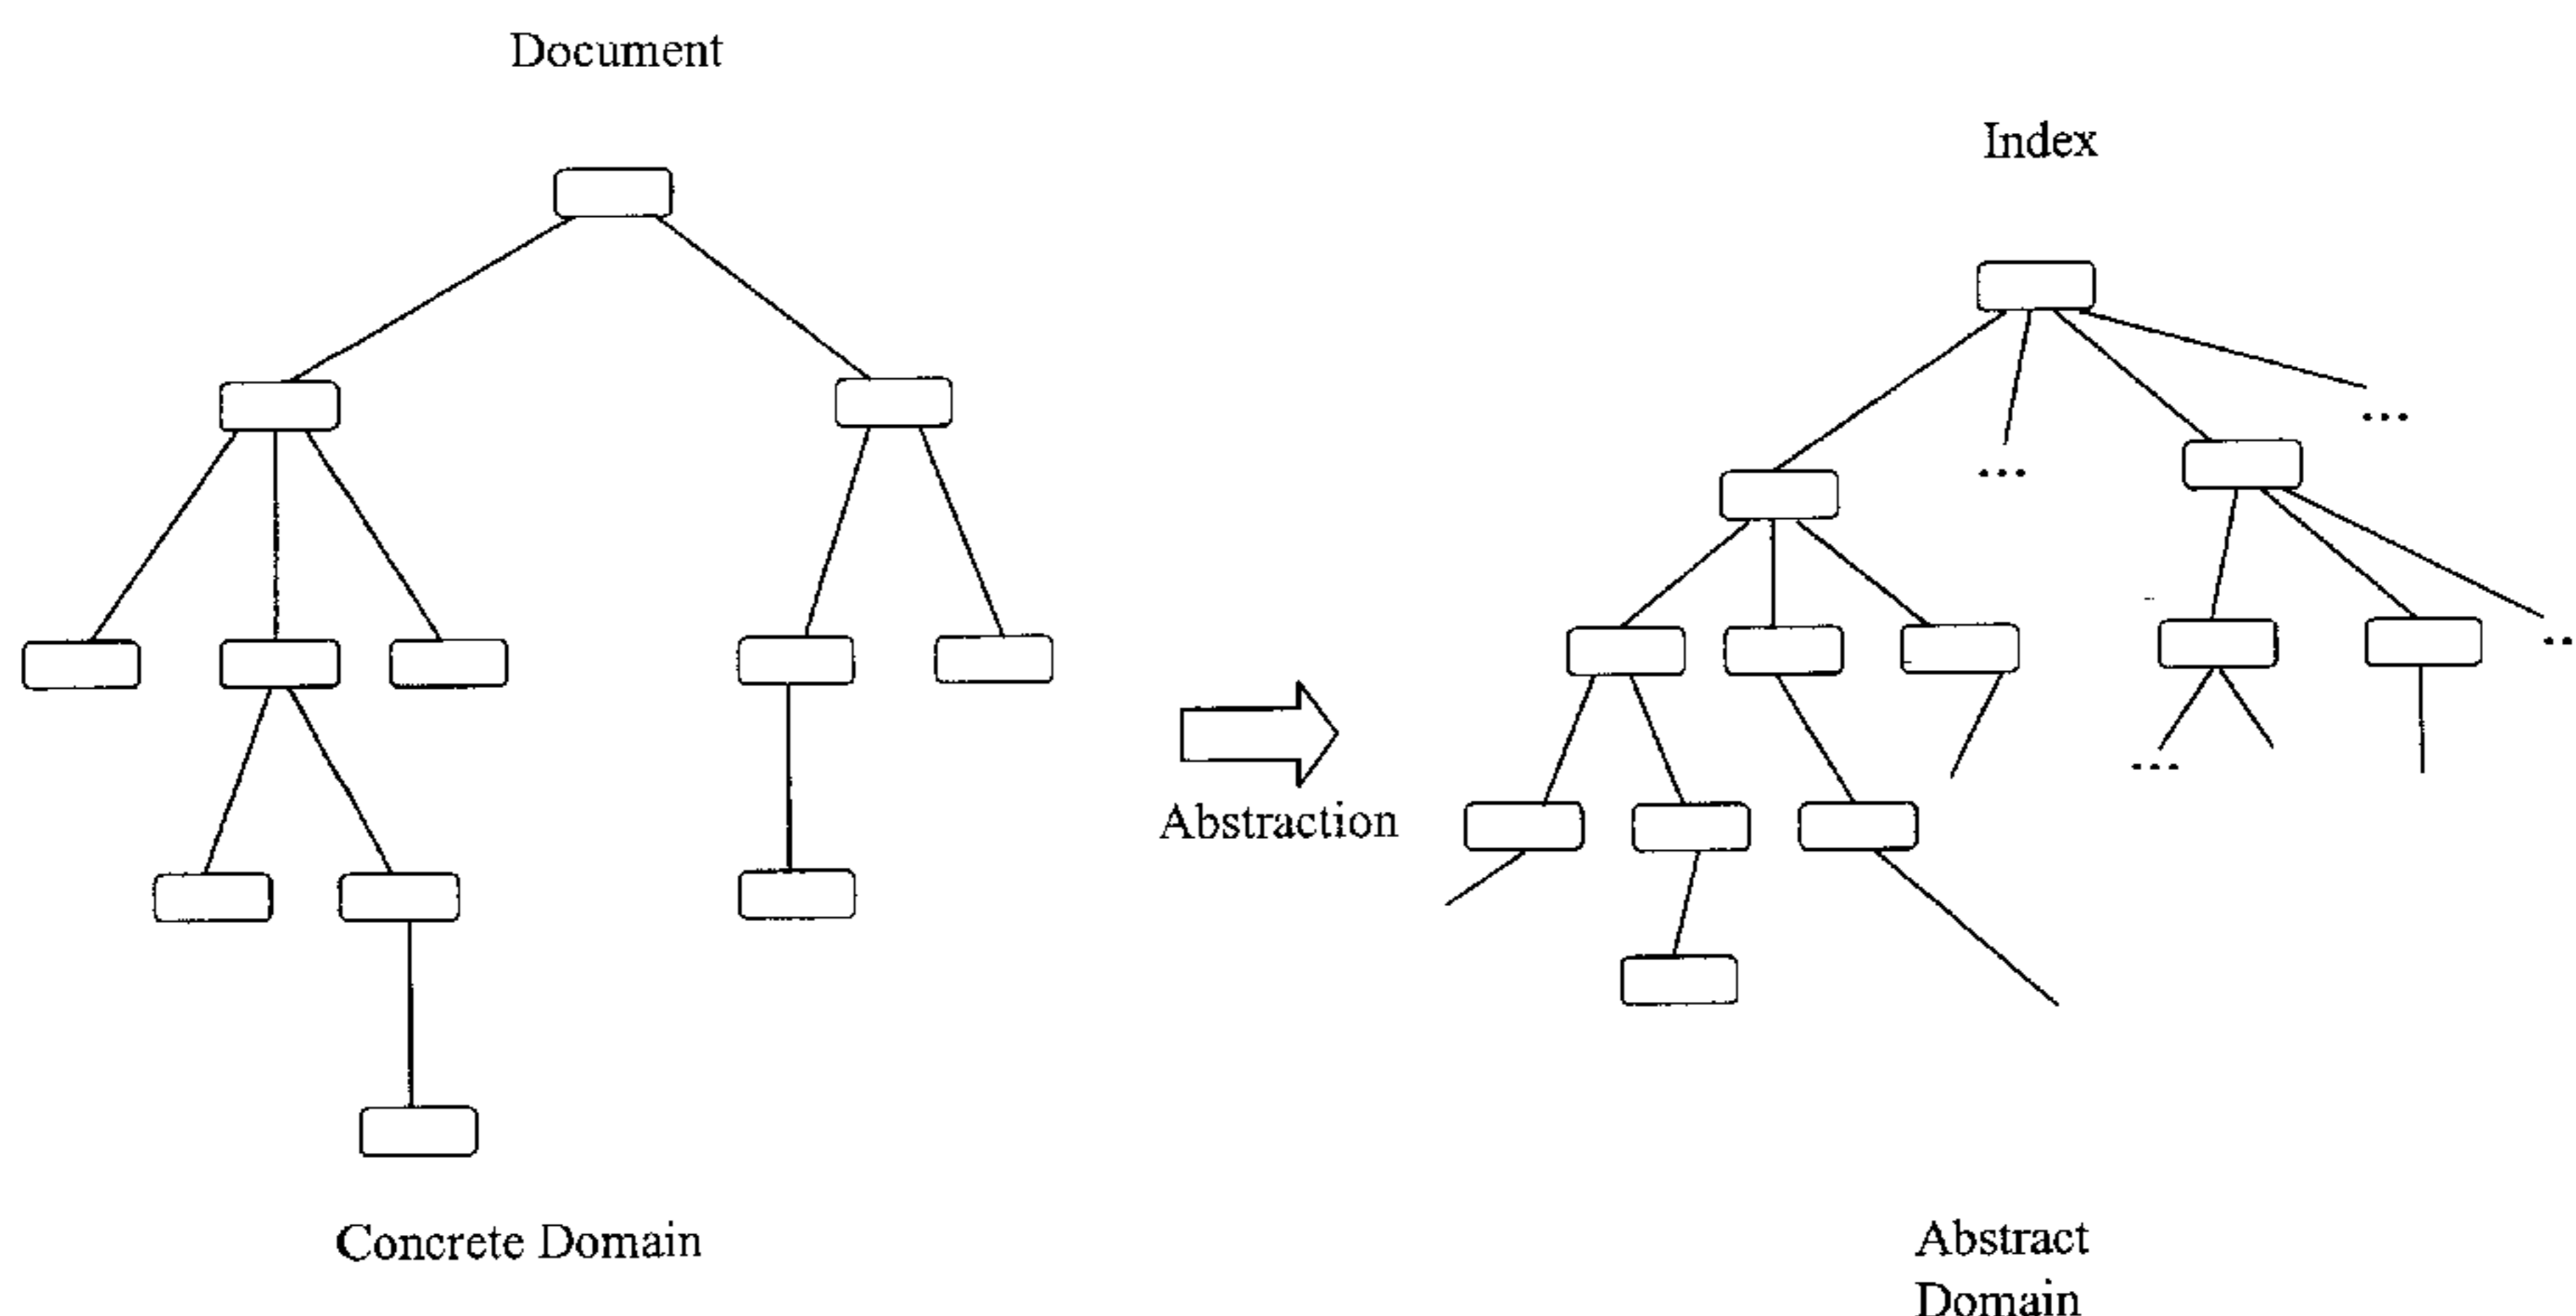 Document
Index
...
...
...
...
Abstraction
Concrete Domain
Abstract
Domain